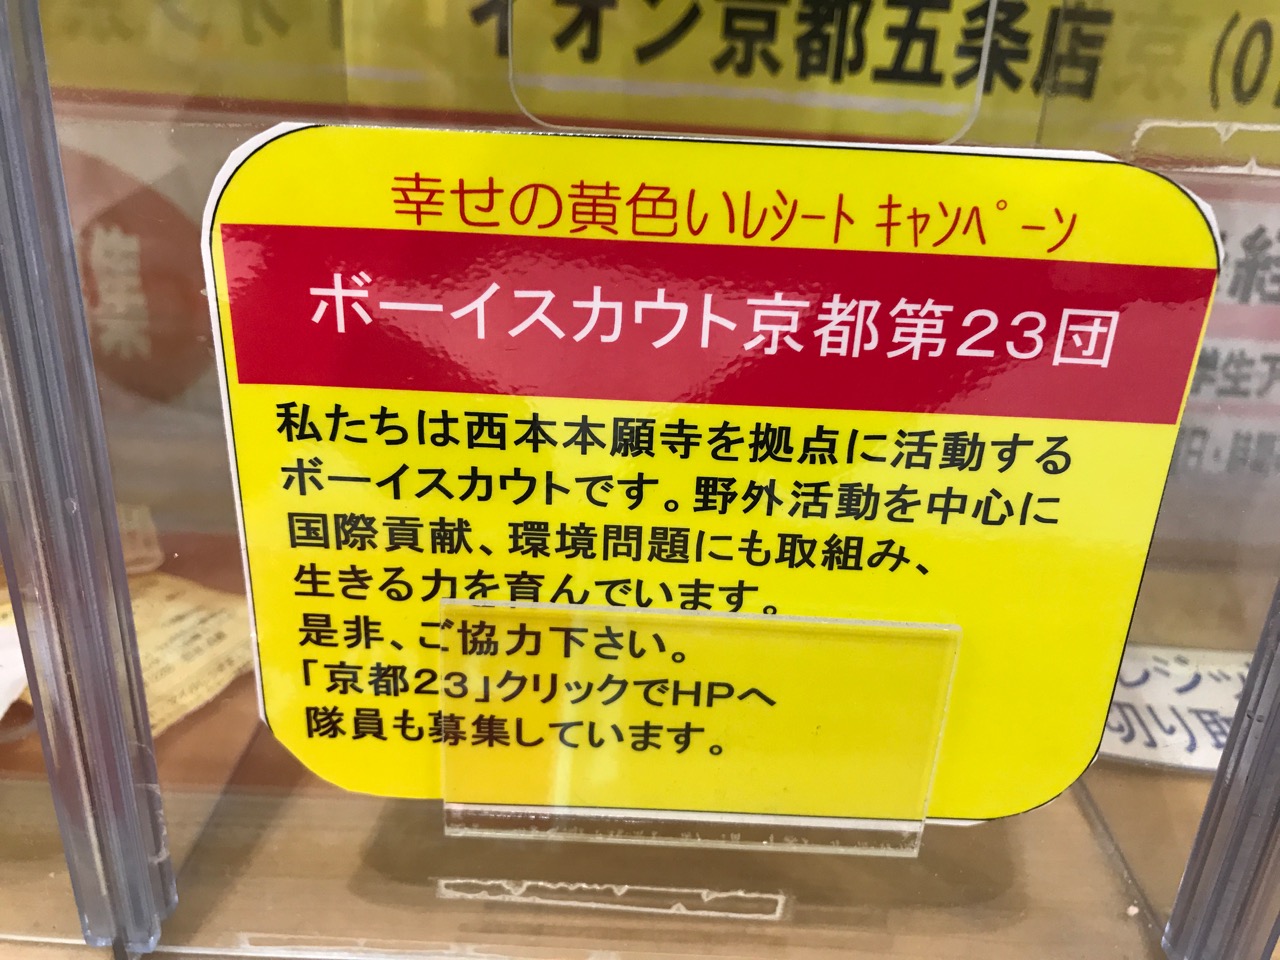 イオン京都五条店
幸せの黄色いﾚｼｰﾄ ｷｬﾝﾍﾟｰﾝ
ボーイスカウト京都第23団
私たちは西本本願寺を拠点に活動する
ボーイスカウトです。野外活動を中心に
国際貢献、環境問題にも取組み、
生きる力を育んでいます。
是非、ご協力下さい。
「京都23」クリックでHPへ
隊員も募集しています。
学生ア
切り取